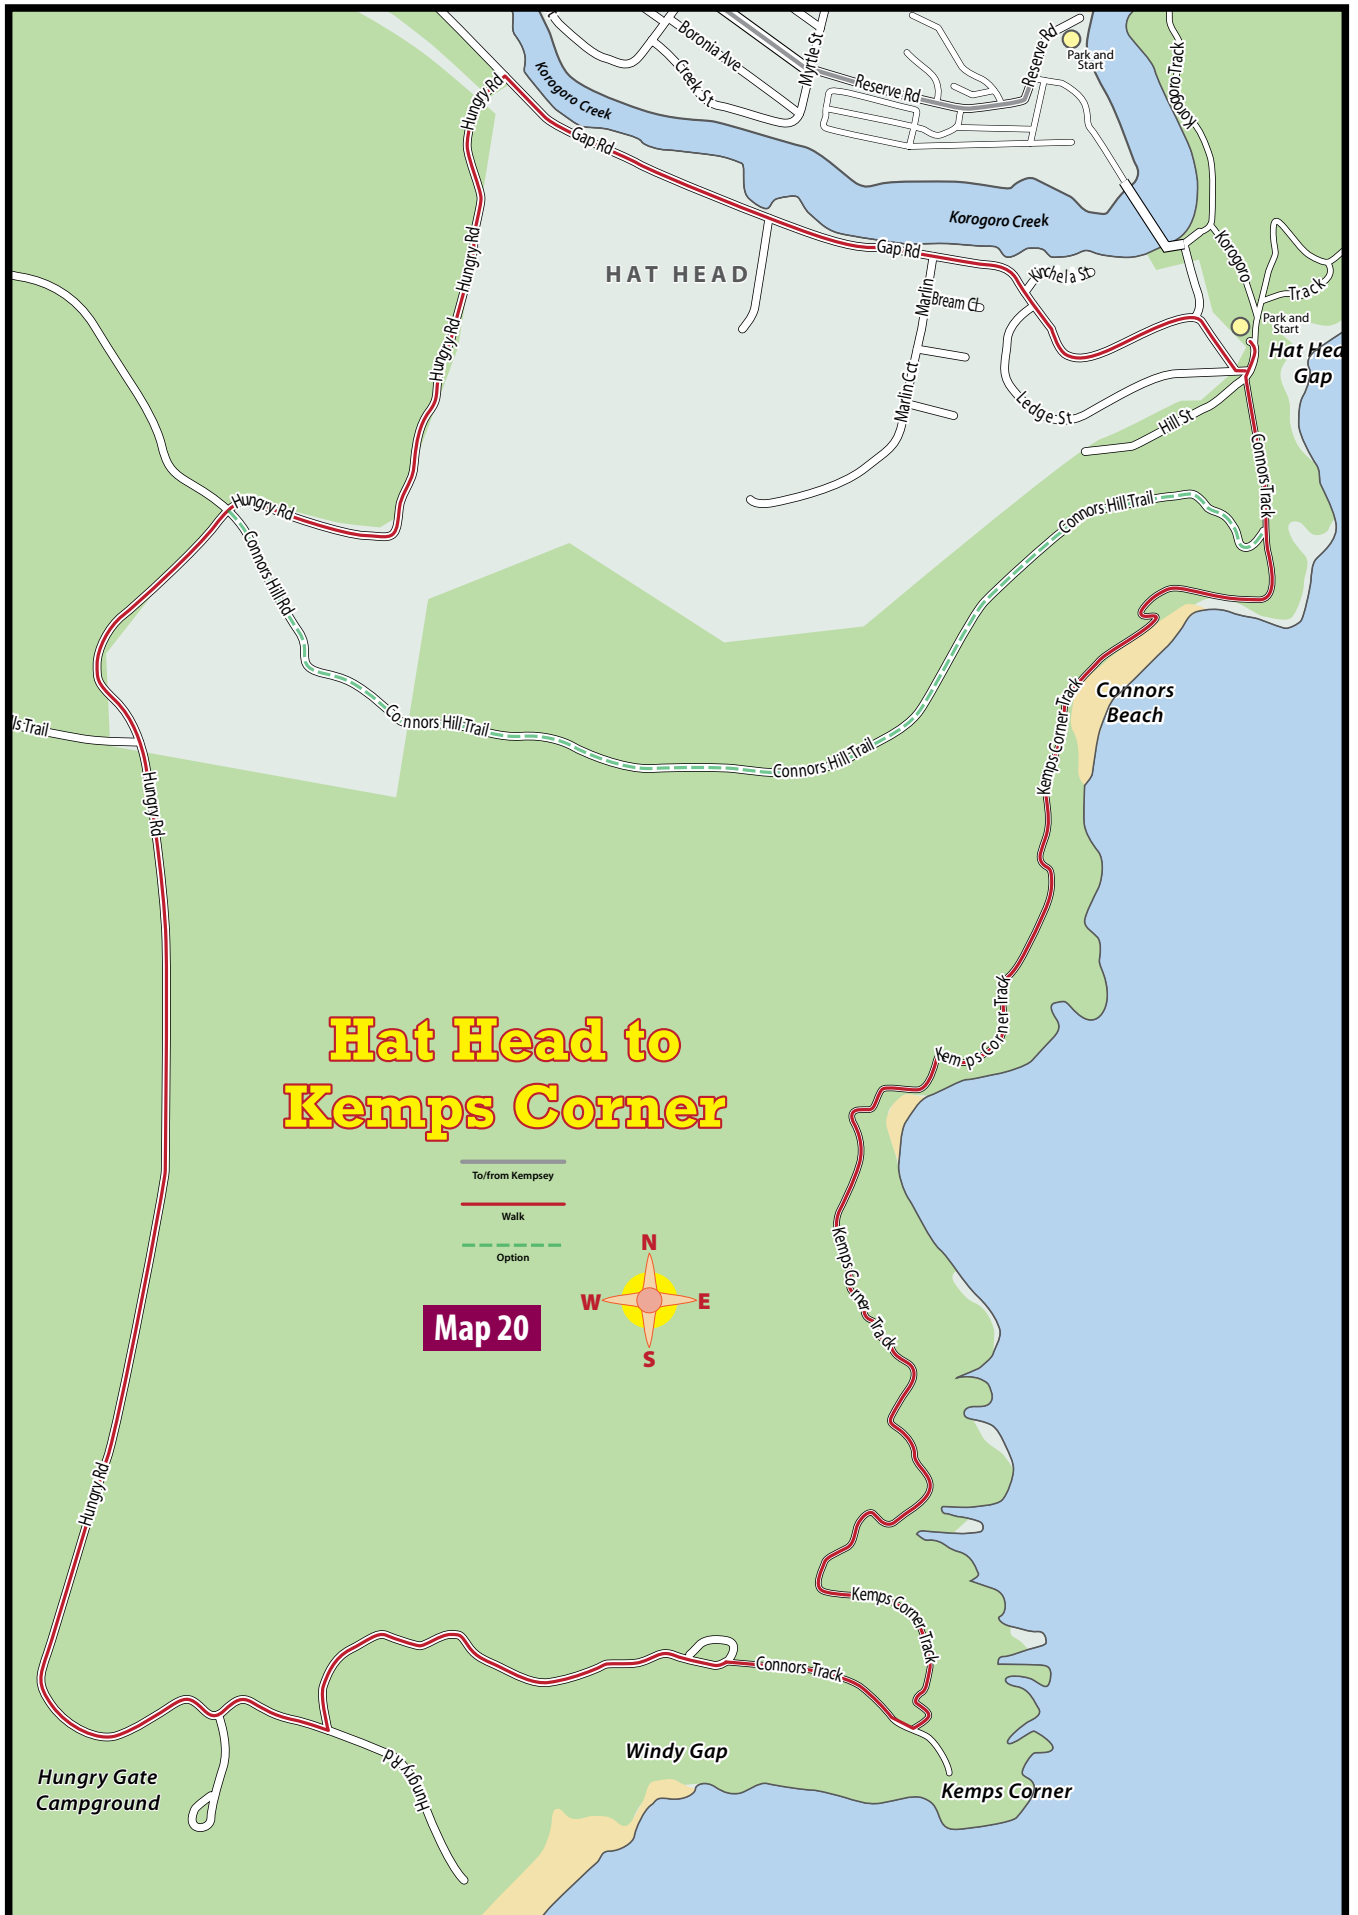 Boronia Ave
Creek St
Myrtle St
Reserve Rd
Reserve Rd
Park and
Start
Korogoro Track
Korogoro Creek
Hungry Rd
Gap Rd
Korogoro Creek
Gap Rd
HAT HEAD
Hungry Rd
Hungry Rd
Kinchela St
Bream Cl
Marlin
Marlin Cct
Korogoro
Track
Park and
Start
Hat Hea
Gap
Ledge St
Hill St
Connors Track
Hungry Rd
Connors Hill Rd
Connors Hill Trail
Connors Hill Trail
Connors Hill Trail
ls Trail
Hungry Rd
Connors
Beach
Kemps Corner Track
Kemps Corner Track
Hat Head to
Kemps Corner
To/from Kempsey
Walk
Option
Map 20
N
W
E
S
Kemps Corner Track
Hungry Rd
Kemps Corner Track
Connors Track
Hungry Rd
Windy Gap
Kemps Corner
Hungry Gate
Campground